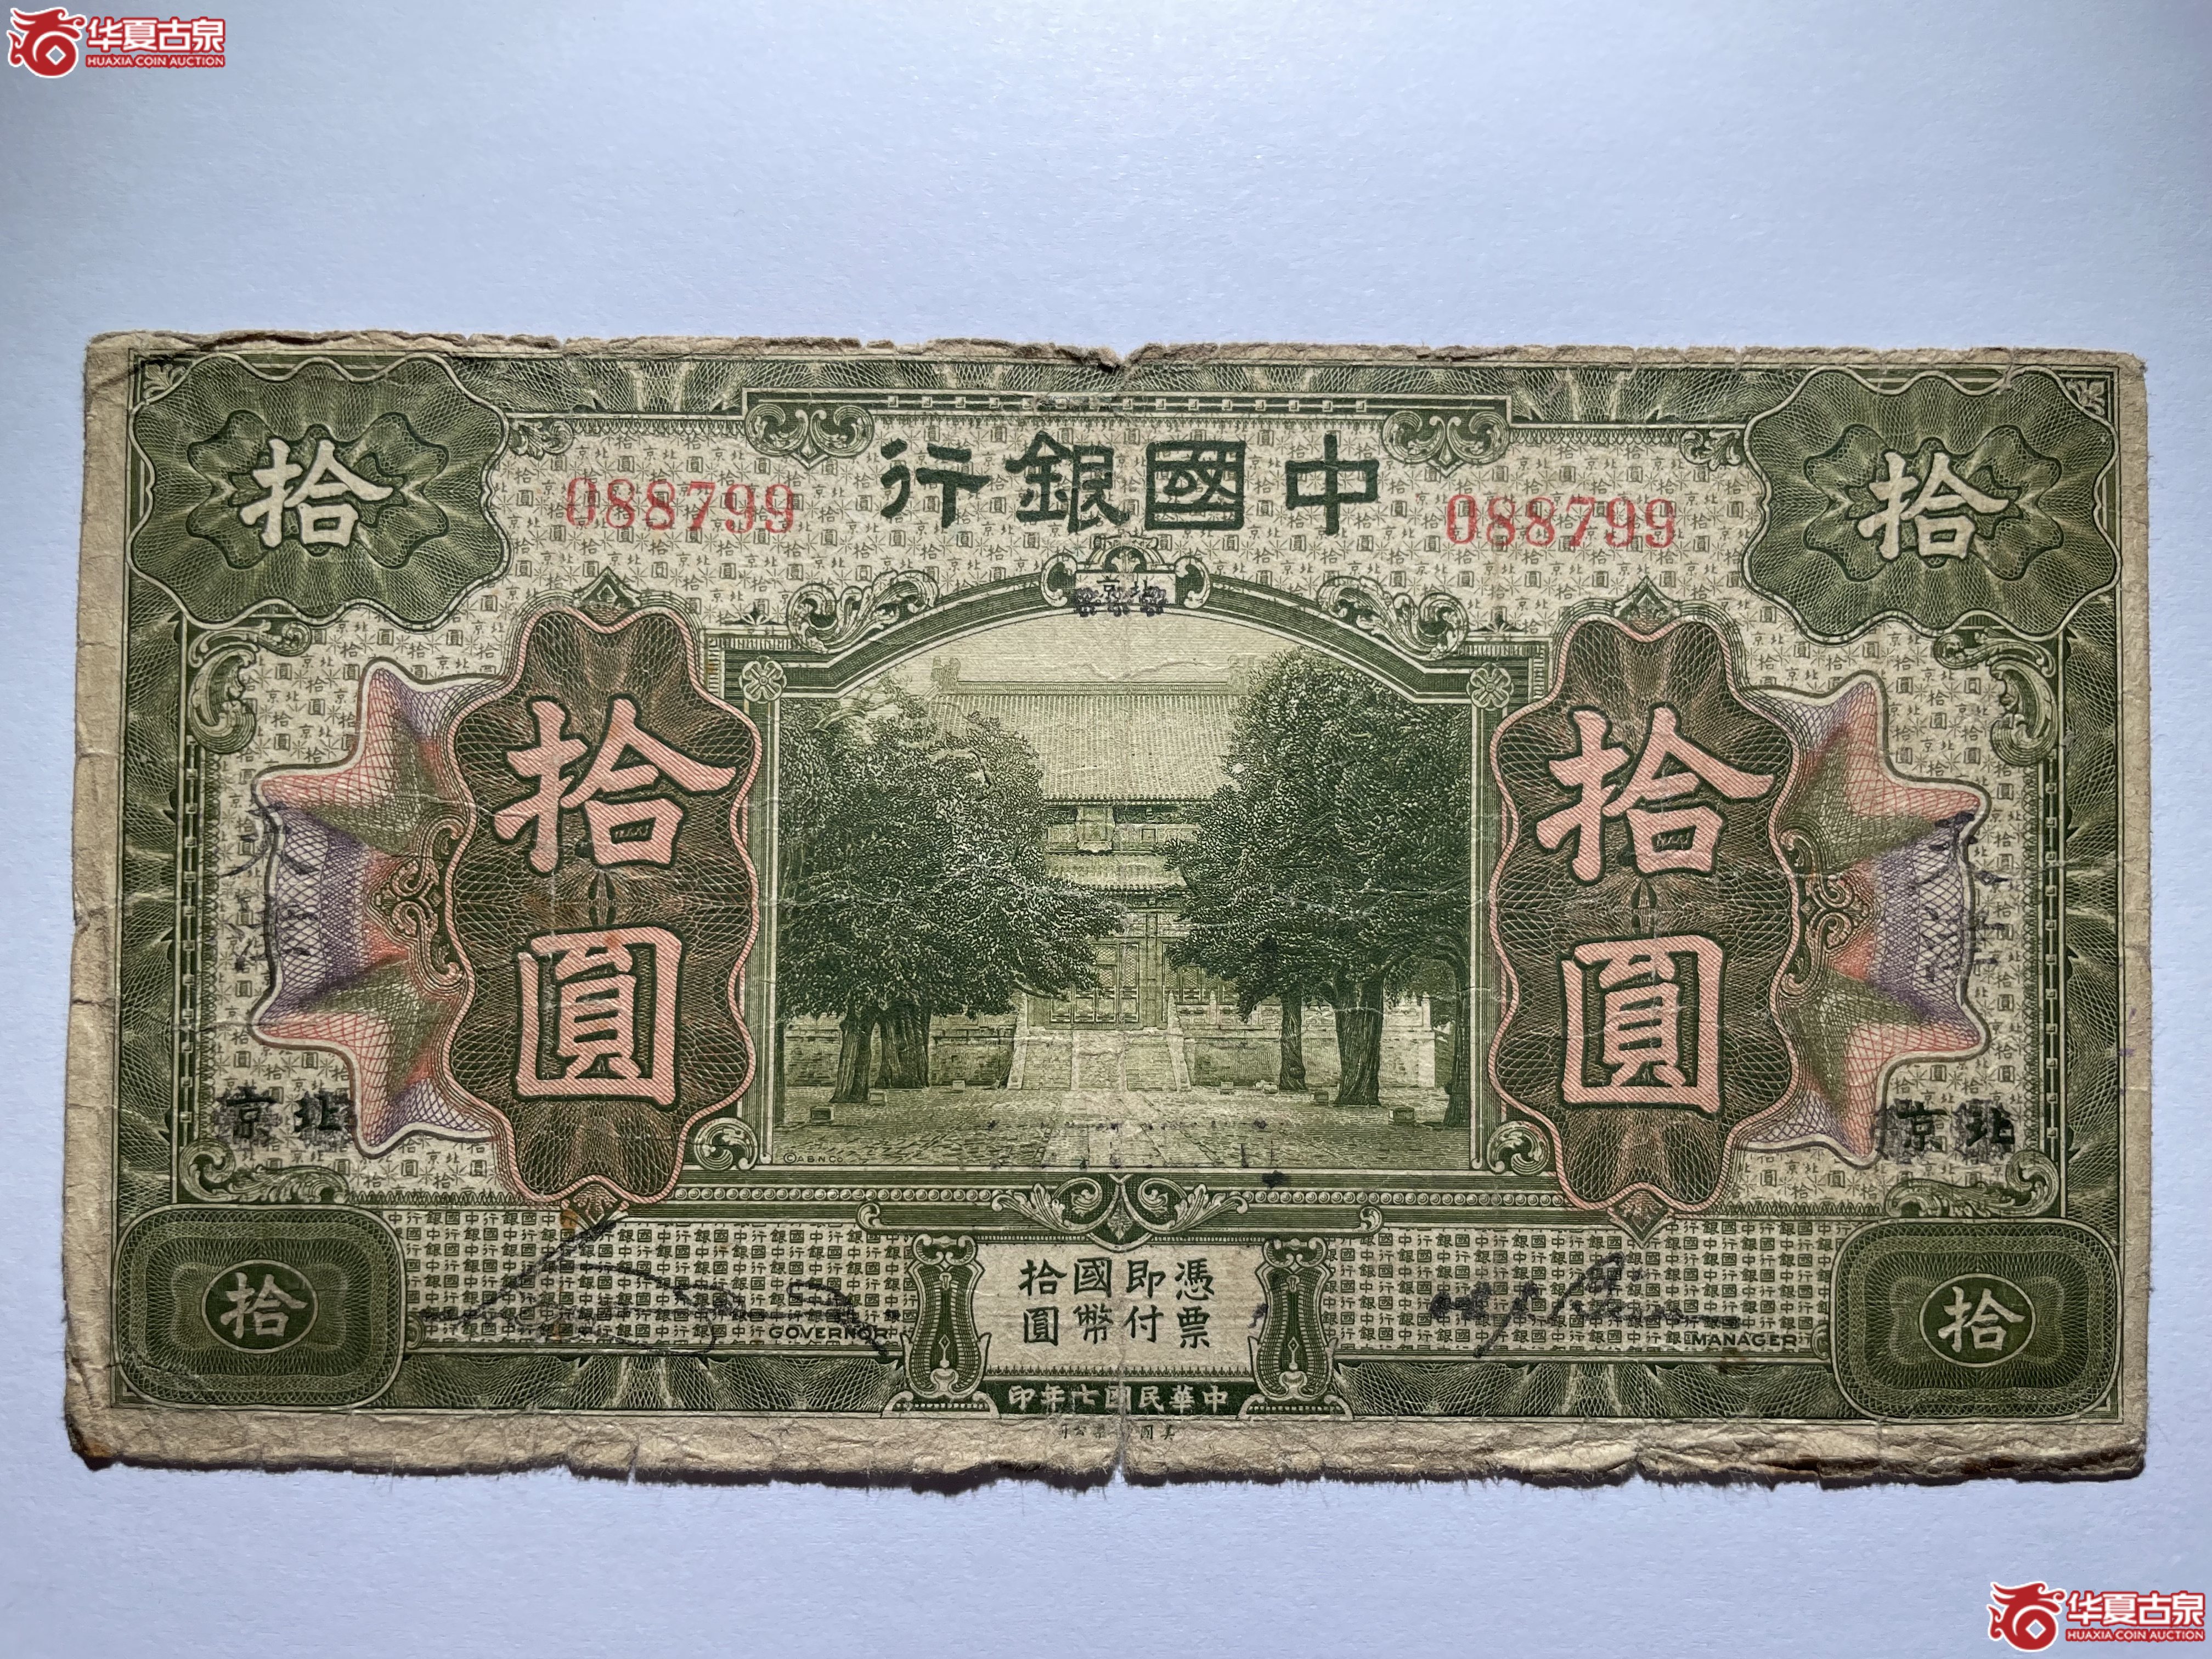 华夏古泉
HUAXIA COIN AUCTION
拾
拾
中國銀行
088799
088799
北京
拾圓
拾圓
北京
北京
©A.B.N.Co.
憑票
即付
國幣
拾圓
GOVERNOR
MANAGER
拾
拾
中華民國七年印
华夏古泉
HUAXIA COIN AUCTION